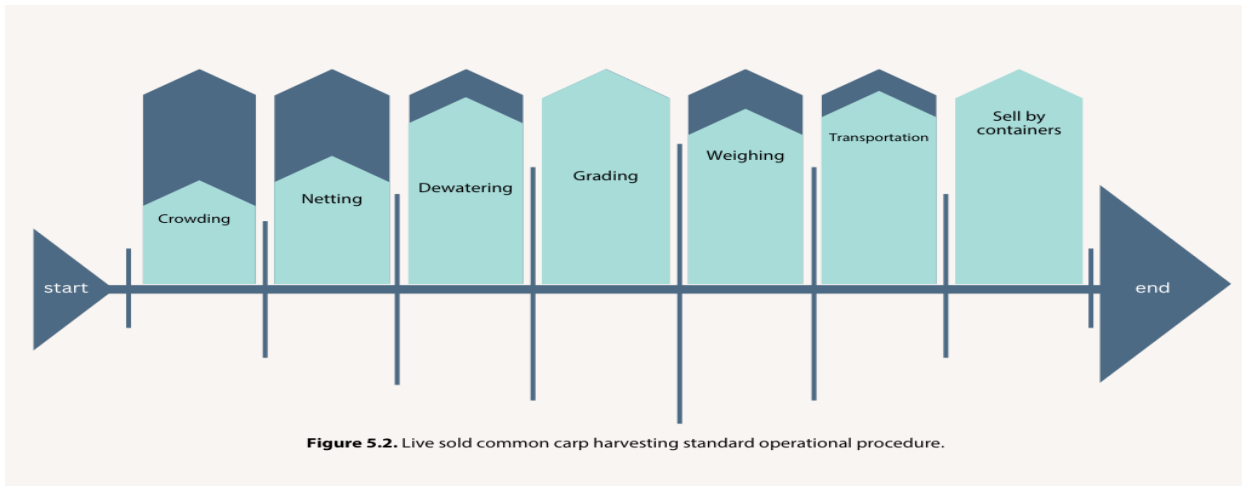 Sell by
containers
Transportation
Weighing
Grading
Dewatering
Netting
Crowding
start
end
Figure 5.2. Live sold common carp harvesting standard operational procedure.